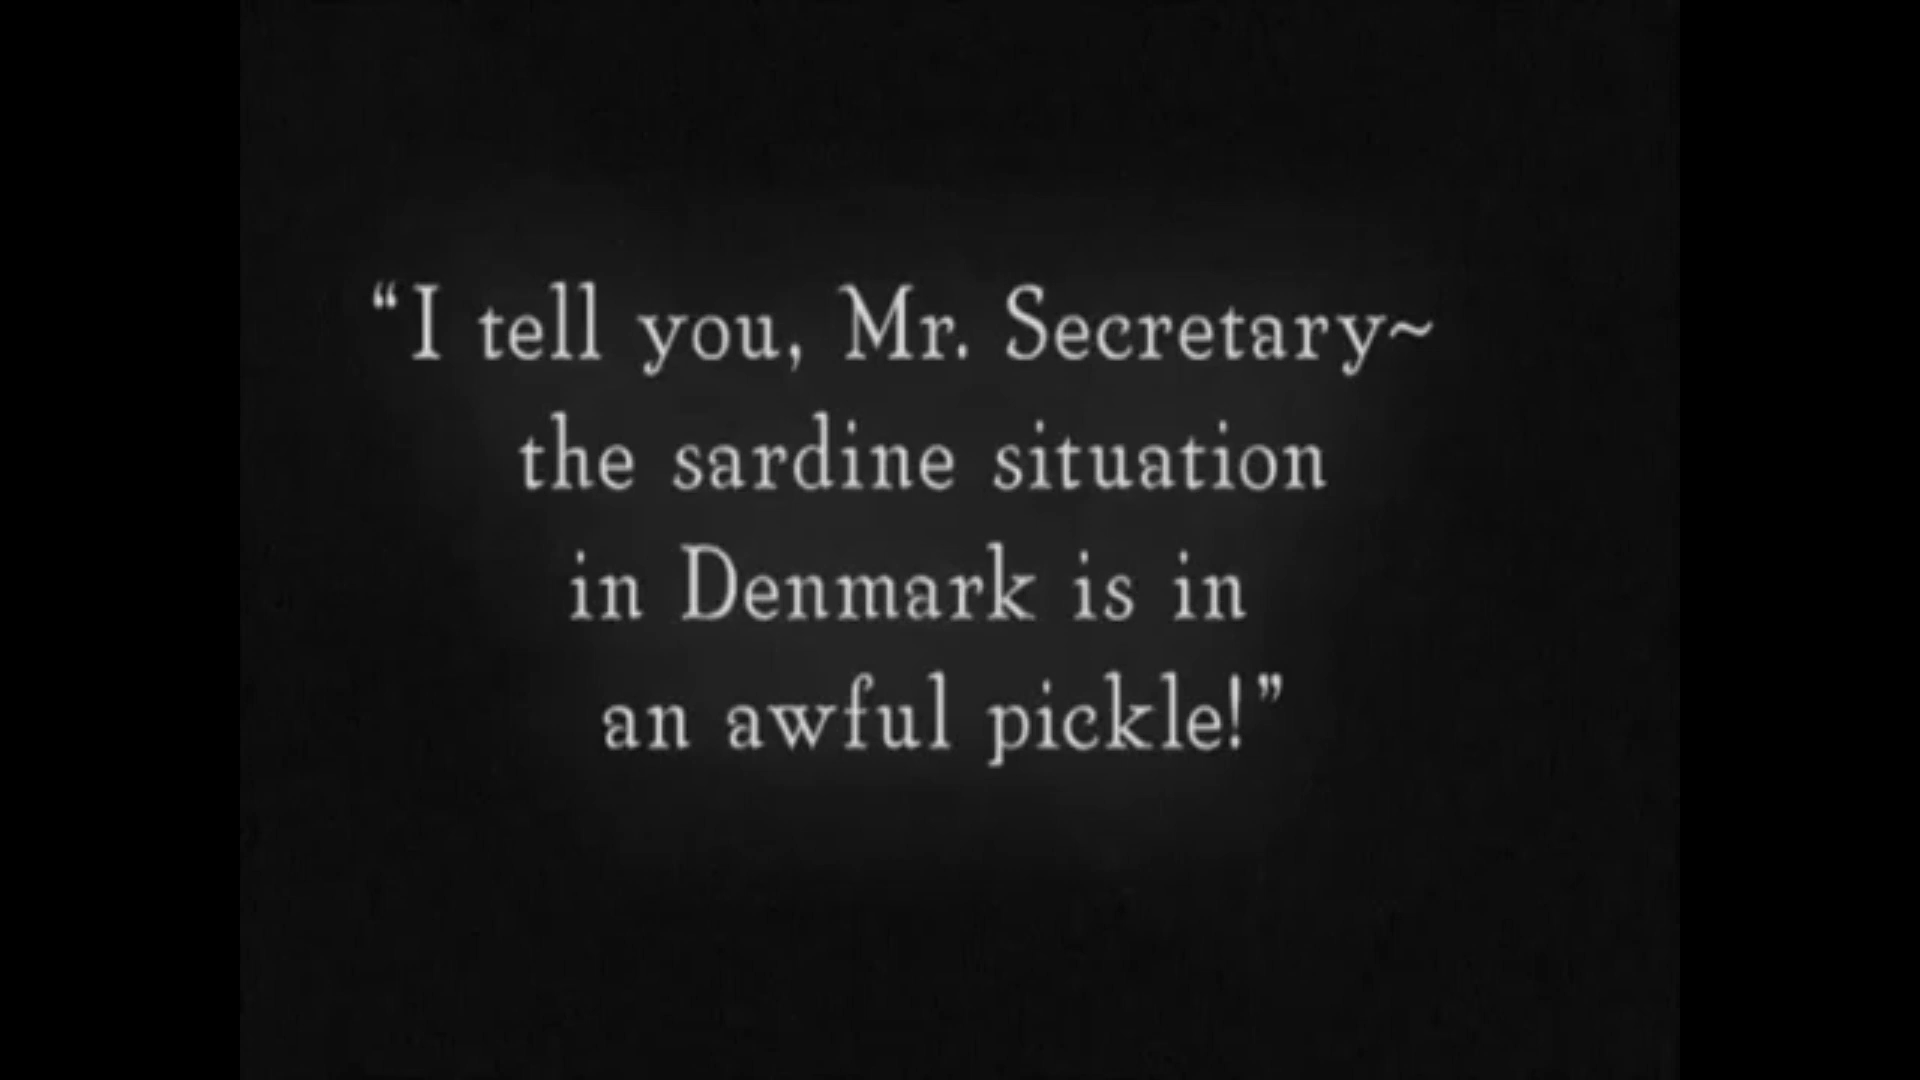 “I tell you, Mr. Secretary~
the sardine situation
in Denmark is in
an awful pickle!”